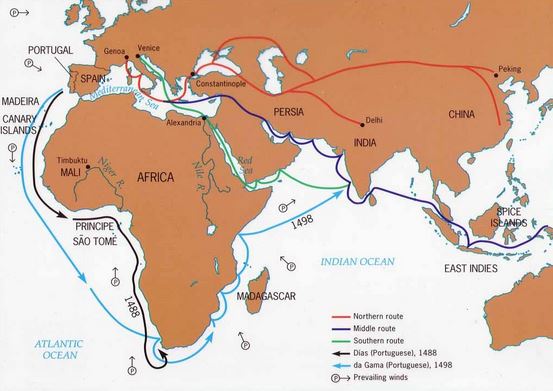 P
PORTUGAL
P
SPAIN
Genoa
Venice
Mediterranean Sea
Constantinople
Peking
MADEIRA
CANARY
ISLANDS
P
Alexandria
PERSIA
Delhi
INDIA
CHINA
Timbuktu
MALI
Niger R.
AFRICA
Nile R.
Red
Sea
PRINCIPE
SÃO TOMÉ
P
1498
P
P
SPICE
ISLANDS
INDIAN OCEAN
EAST INDIES
1488
MADAGASCAR
ATLANTIC
OCEAN
P
P
Northern route
Middle route
Southern route
Dias (Portuguese), 1488
da Gama (Portuguese), 1498
P Prevailing winds